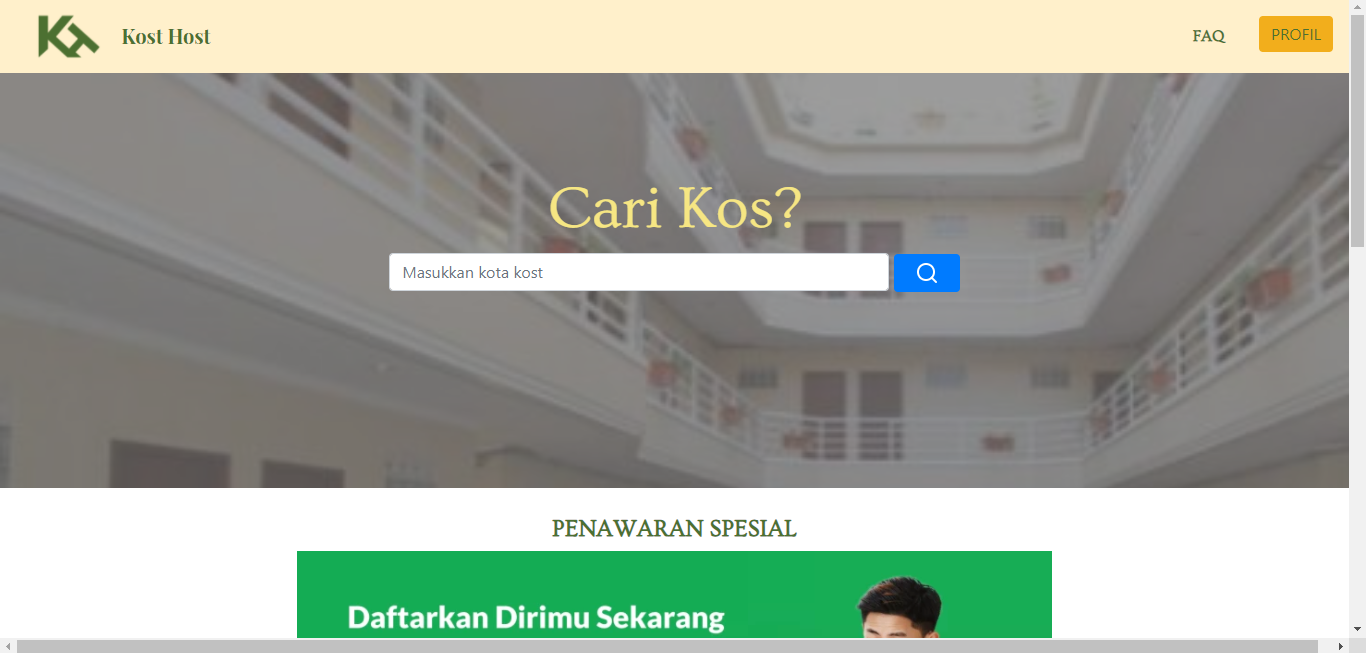 Kost Host
FAQ
PROFIL
Cari Kos?
Masukkan kota kost
PENAWARAN SPESIAL
Daftarkan Dirimu Sekarang